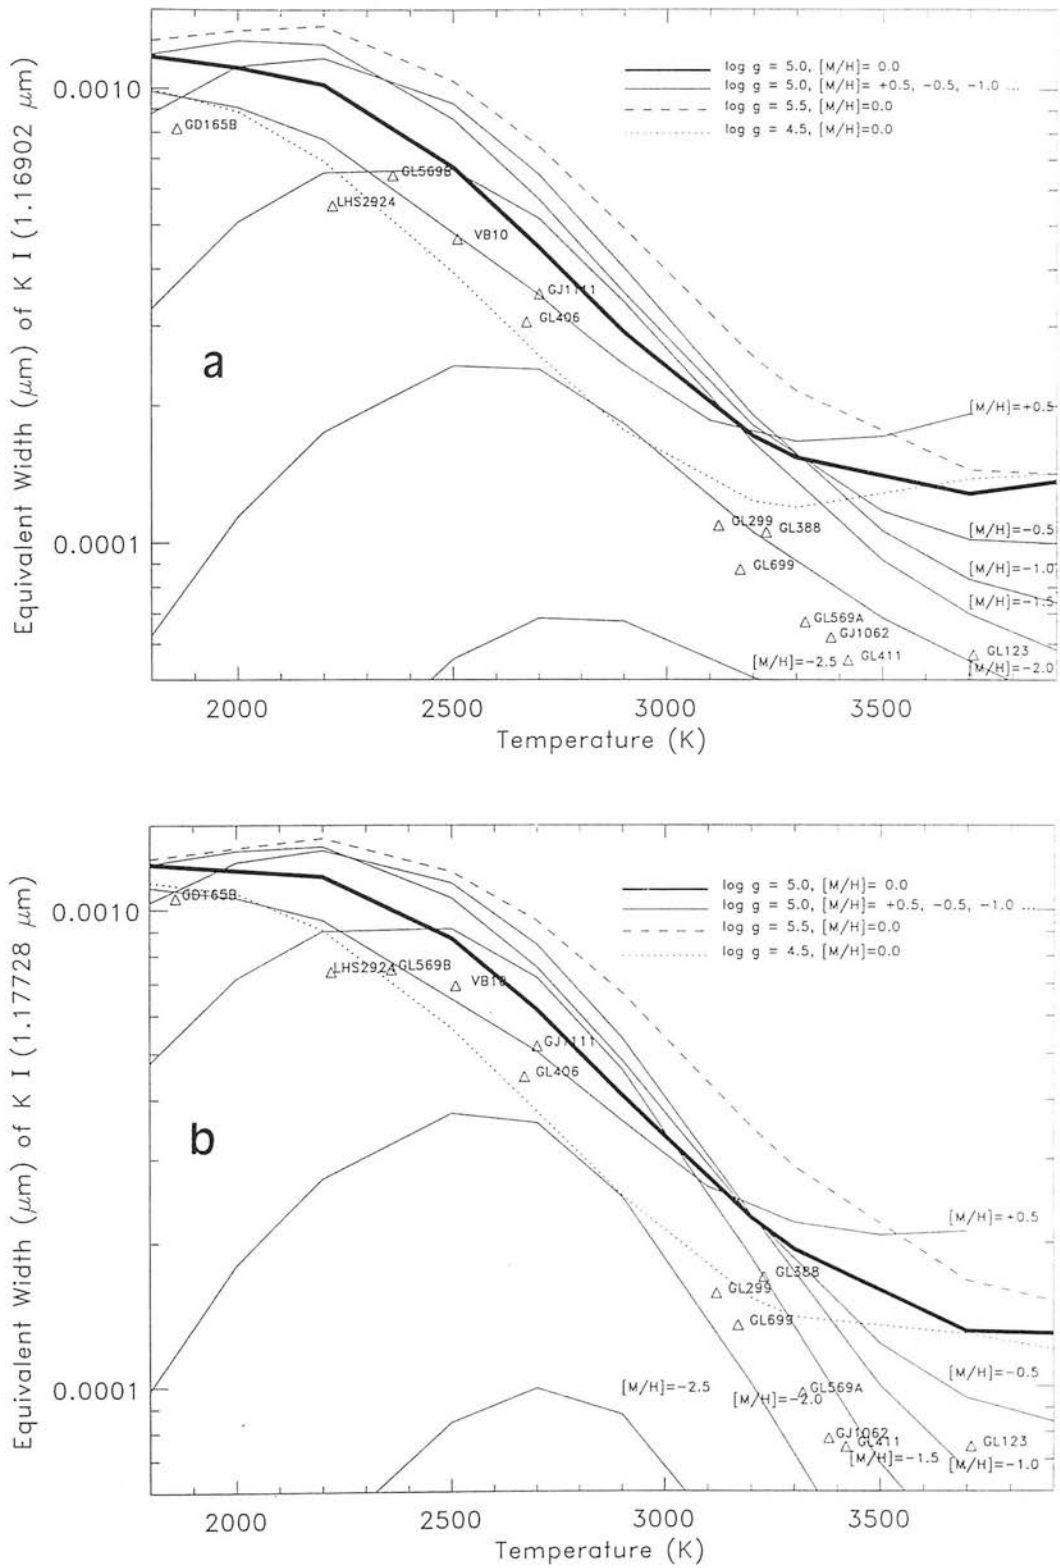 Equivalent Width (μm) of K I (1.16902 μm)
0.0010
0.0001
log g = 5.0, [M/H]= 0.0
log g = 5.0, [M/H]= +0.5, -0.5, -1.0 ...
log g = 5.5, [M/H]=0.0
log g = 4.5, [M/H]=0.0
GD165B
GL569B
LHS2924
VB10
GJ1111
GL406
a
[M/H]=+0.5
GL299
GL388
[M/H]=-0.5
GL699
[M/H]=-1.0
[M/H]=-1.5
GL569A
GJ1062
GL411
GL123
[M/H]=-2.5
[M/H]=-2.0
2000
2500
3000
3500
Temperature (K)
Equivalent Width (μm) of K I (1.17728 μm)
0.0010
0.0001
log g = 5.0, [M/H]= 0.0
log g = 5.0, [M/H]= +0.5, -0.5, -1.0 ...
log g = 5.5, [M/H]=0.0
log g = 4.5, [M/H]=0.0
GD165B
LHS2924
GL569B
VB10
GJ1111
GL406
b
[M/H]=+0.5
GL388
GL299
GL699
[M/H]=-0.5
[M/H]=-2.5
GL569A
[M/H]=-2.0
GJ1062
GL411
GL123
[M/H]=-1.5
[M/H]=-1.0
2000
2500
3000
3500
Temperature (K)